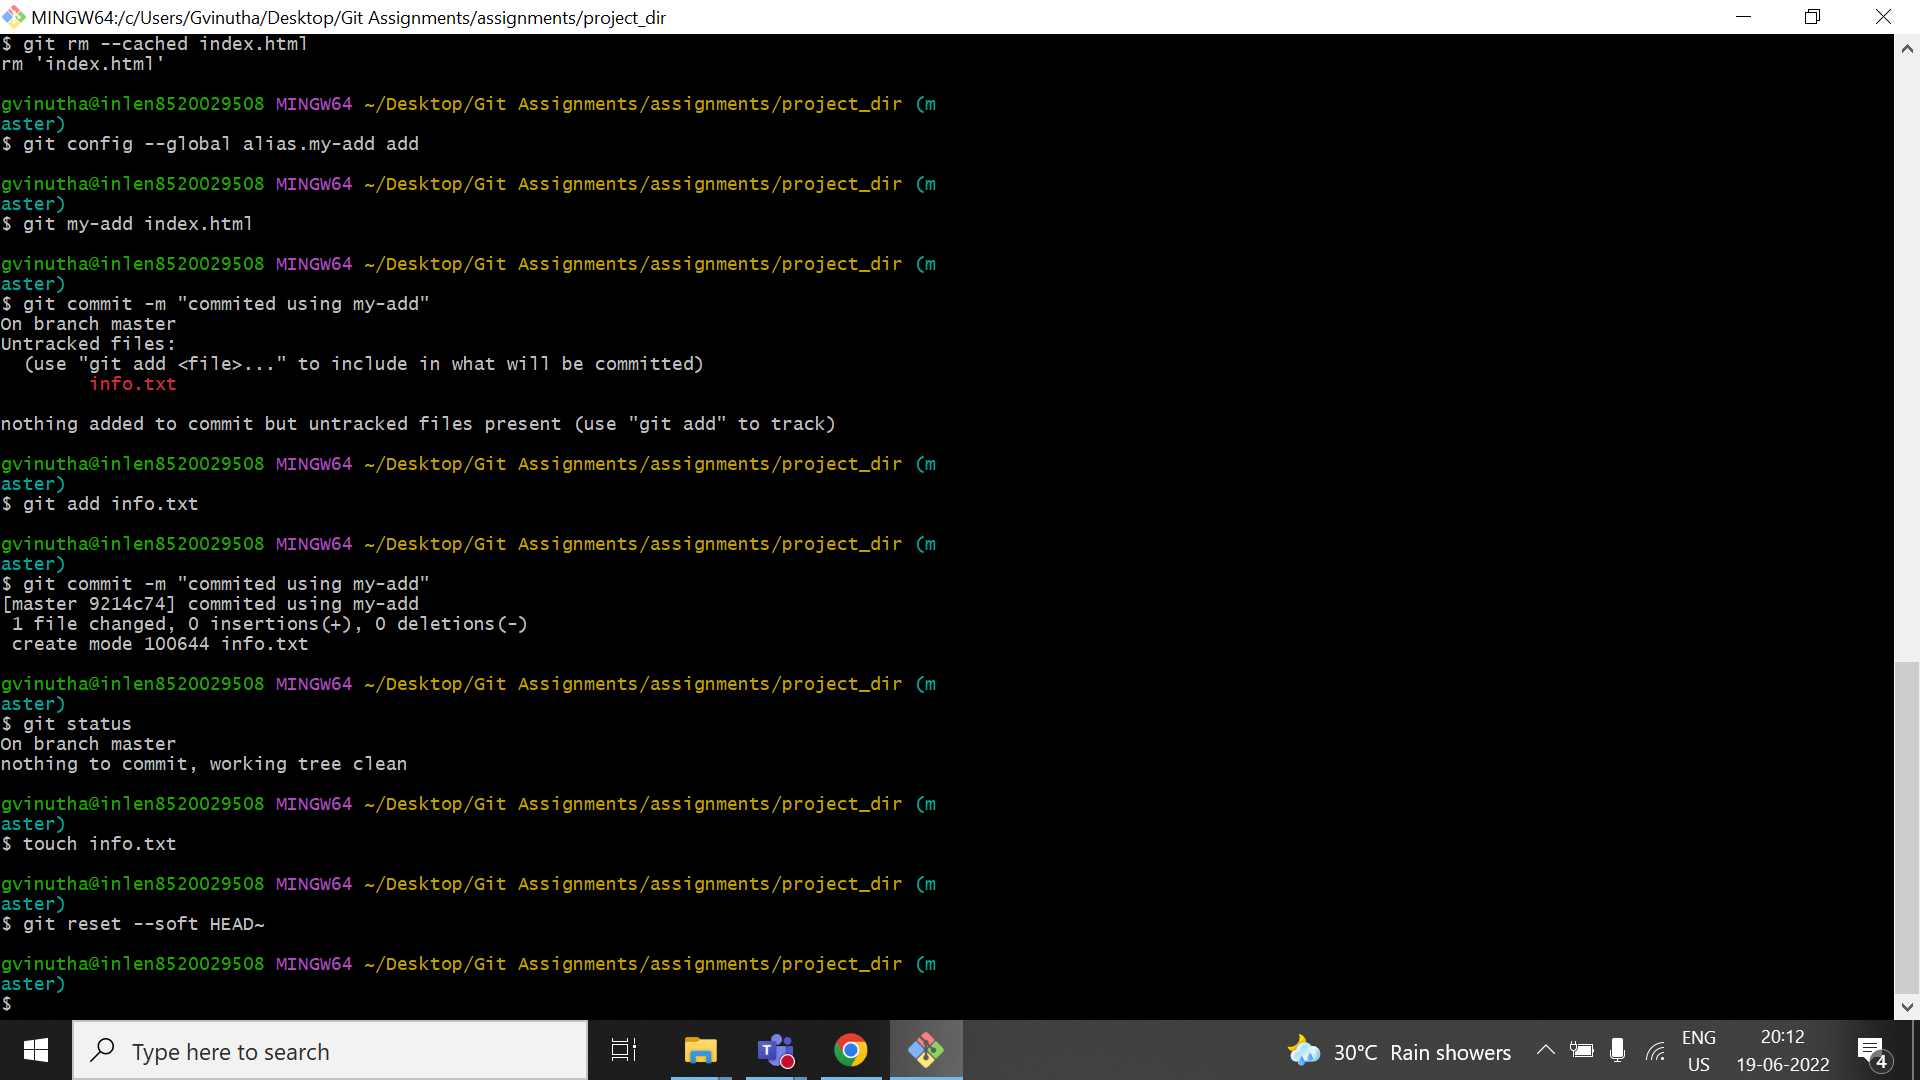 MINGW64:/c/Users/Gvinutha/Desktop/Git Assignments/assignments/project_dir
$ git rm --cached index.html
rm 'index.html'
gvinutha@inlen8520029508 MINGW64 ~/Desktop/Git Assignments/assignments/project_dir (m
aster)
$ git config --global alias.my-add add
gvinutha@inlen8520029508 MINGW64 ~/Desktop/Git Assignments/assignments/project_dir (m
aster)
$ git my-add index.html
gvinutha@inlen8520029508 MINGW64 ~/Desktop/Git Assignments/assignments/project_dir (m
aster)
$ git commit -m "commited using my-add"
On branch master
Untracked files:
  (use "git add <file>..." to include in what will be committed)
        info.txt
nothing added to commit but untracked files present (use "git add" to track)
gvinutha@inlen8520029508 MINGW64 ~/Desktop/Git Assignments/assignments/project_dir (m
aster)
$ git add info.txt
gvinutha@inlen8520029508 MINGW64 ~/Desktop/Git Assignments/assignments/project_dir (m
aster)
$ git commit -m "commited using my-add"
[master 9214c74] commited using my-add
 1 file changed, 0 insertions(+), 0 deletions(-)
 create mode 100644 info.txt
gvinutha@inlen8520029508 MINGW64 ~/Desktop/Git Assignments/assignments/project_dir (m
aster)
$ git status
On branch master
nothing to commit, working tree clean
gvinutha@inlen8520029508 MINGW64 ~/Desktop/Git Assignments/assignments/project_dir (m
aster)
$ touch info.txt
gvinutha@inlen8520029508 MINGW64 ~/Desktop/Git Assignments/assignments/project_dir (m
aster)
$ git reset --soft HEAD~
gvinutha@inlen8520029508 MINGW64 ~/Desktop/Git Assignments/assignments/project_dir (m
aster)
$
Type here to search
30°C Rain showers
ENG
US
20:12
19-06-2022
4